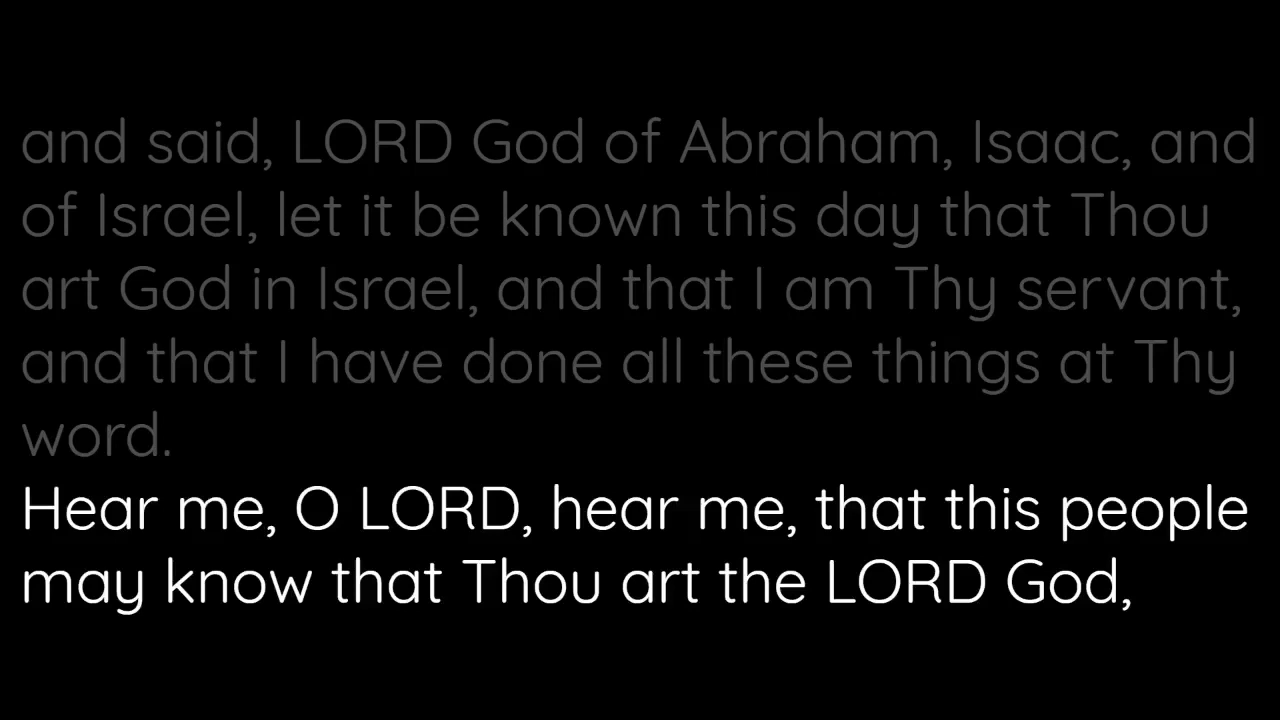 and said, LORD God of Abraham, Isaac, and
of Israel, let it be known this day that Thou
art God in Israel, and that I am Thy servant,
and that I have done all these things at Thy
word.
Hear me, O LORD, hear me, that this people
may know that Thou art the LORD God,